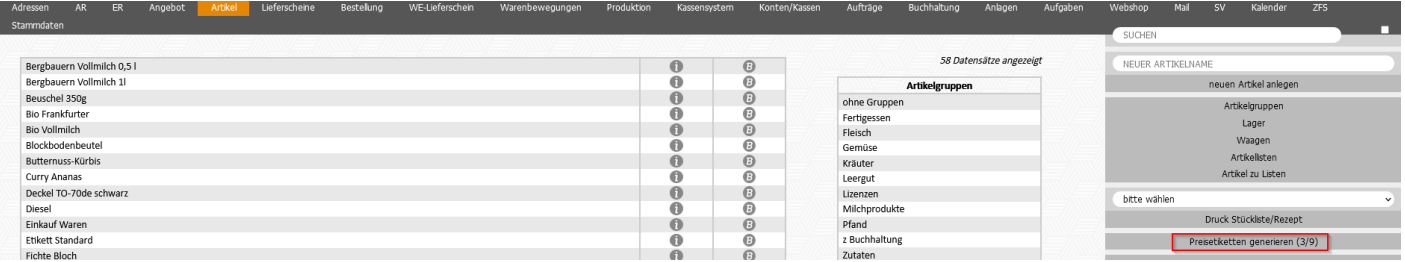 Adressen AR ER Angebot Artikel Lieferscheine Bestellung WE-Lieferschein Warenbewegungen Produktion Kassensystem Konten/Kassen Aufträge Buchhaltung Anlagen Aufgaben Webshop Mail SV Kalender ZFS
Stammdaten
SUCHEN
58 Datensätze angezeigt
NEUER ARTIKELNAME
neuen Artikel anlegen
Bergbauern Vollmilch 0,5 l i B
Bergbauern Vollmilch 1l i B
Beuschel 350g i B
Bio Frankfurter i B
Bio Vollmilch i B
Blockbodenbeutel i B
Butternuss-Kürbis i B
Curry Ananas i B
Deckel TO-70de schwarz i B
Diesel i B
Einkauf Waren i B
Etikett Standard i B
Fichte Bloch i B
Artikelgruppen
ohne Gruppen
Fertigessen
Fleisch
Gemüse
Kräuter
Leergut
Lizenzen
Milchprodukte
Pfand
z Buchhaltung
Zutaten
Artikelgruppen
Lager
Waagen
Artikellisten
Artikel zu Listen
bitte wählen
Druck Stückliste/Rezept
Preisetiketten generieren (3/9)